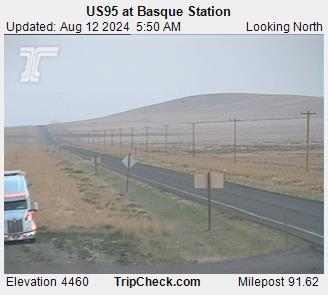 US95 at Basque Station
Updated: Aug 12 2024 5:50 AM Looking North
Elevation 4460 TripCheck.com Milepost 91.62